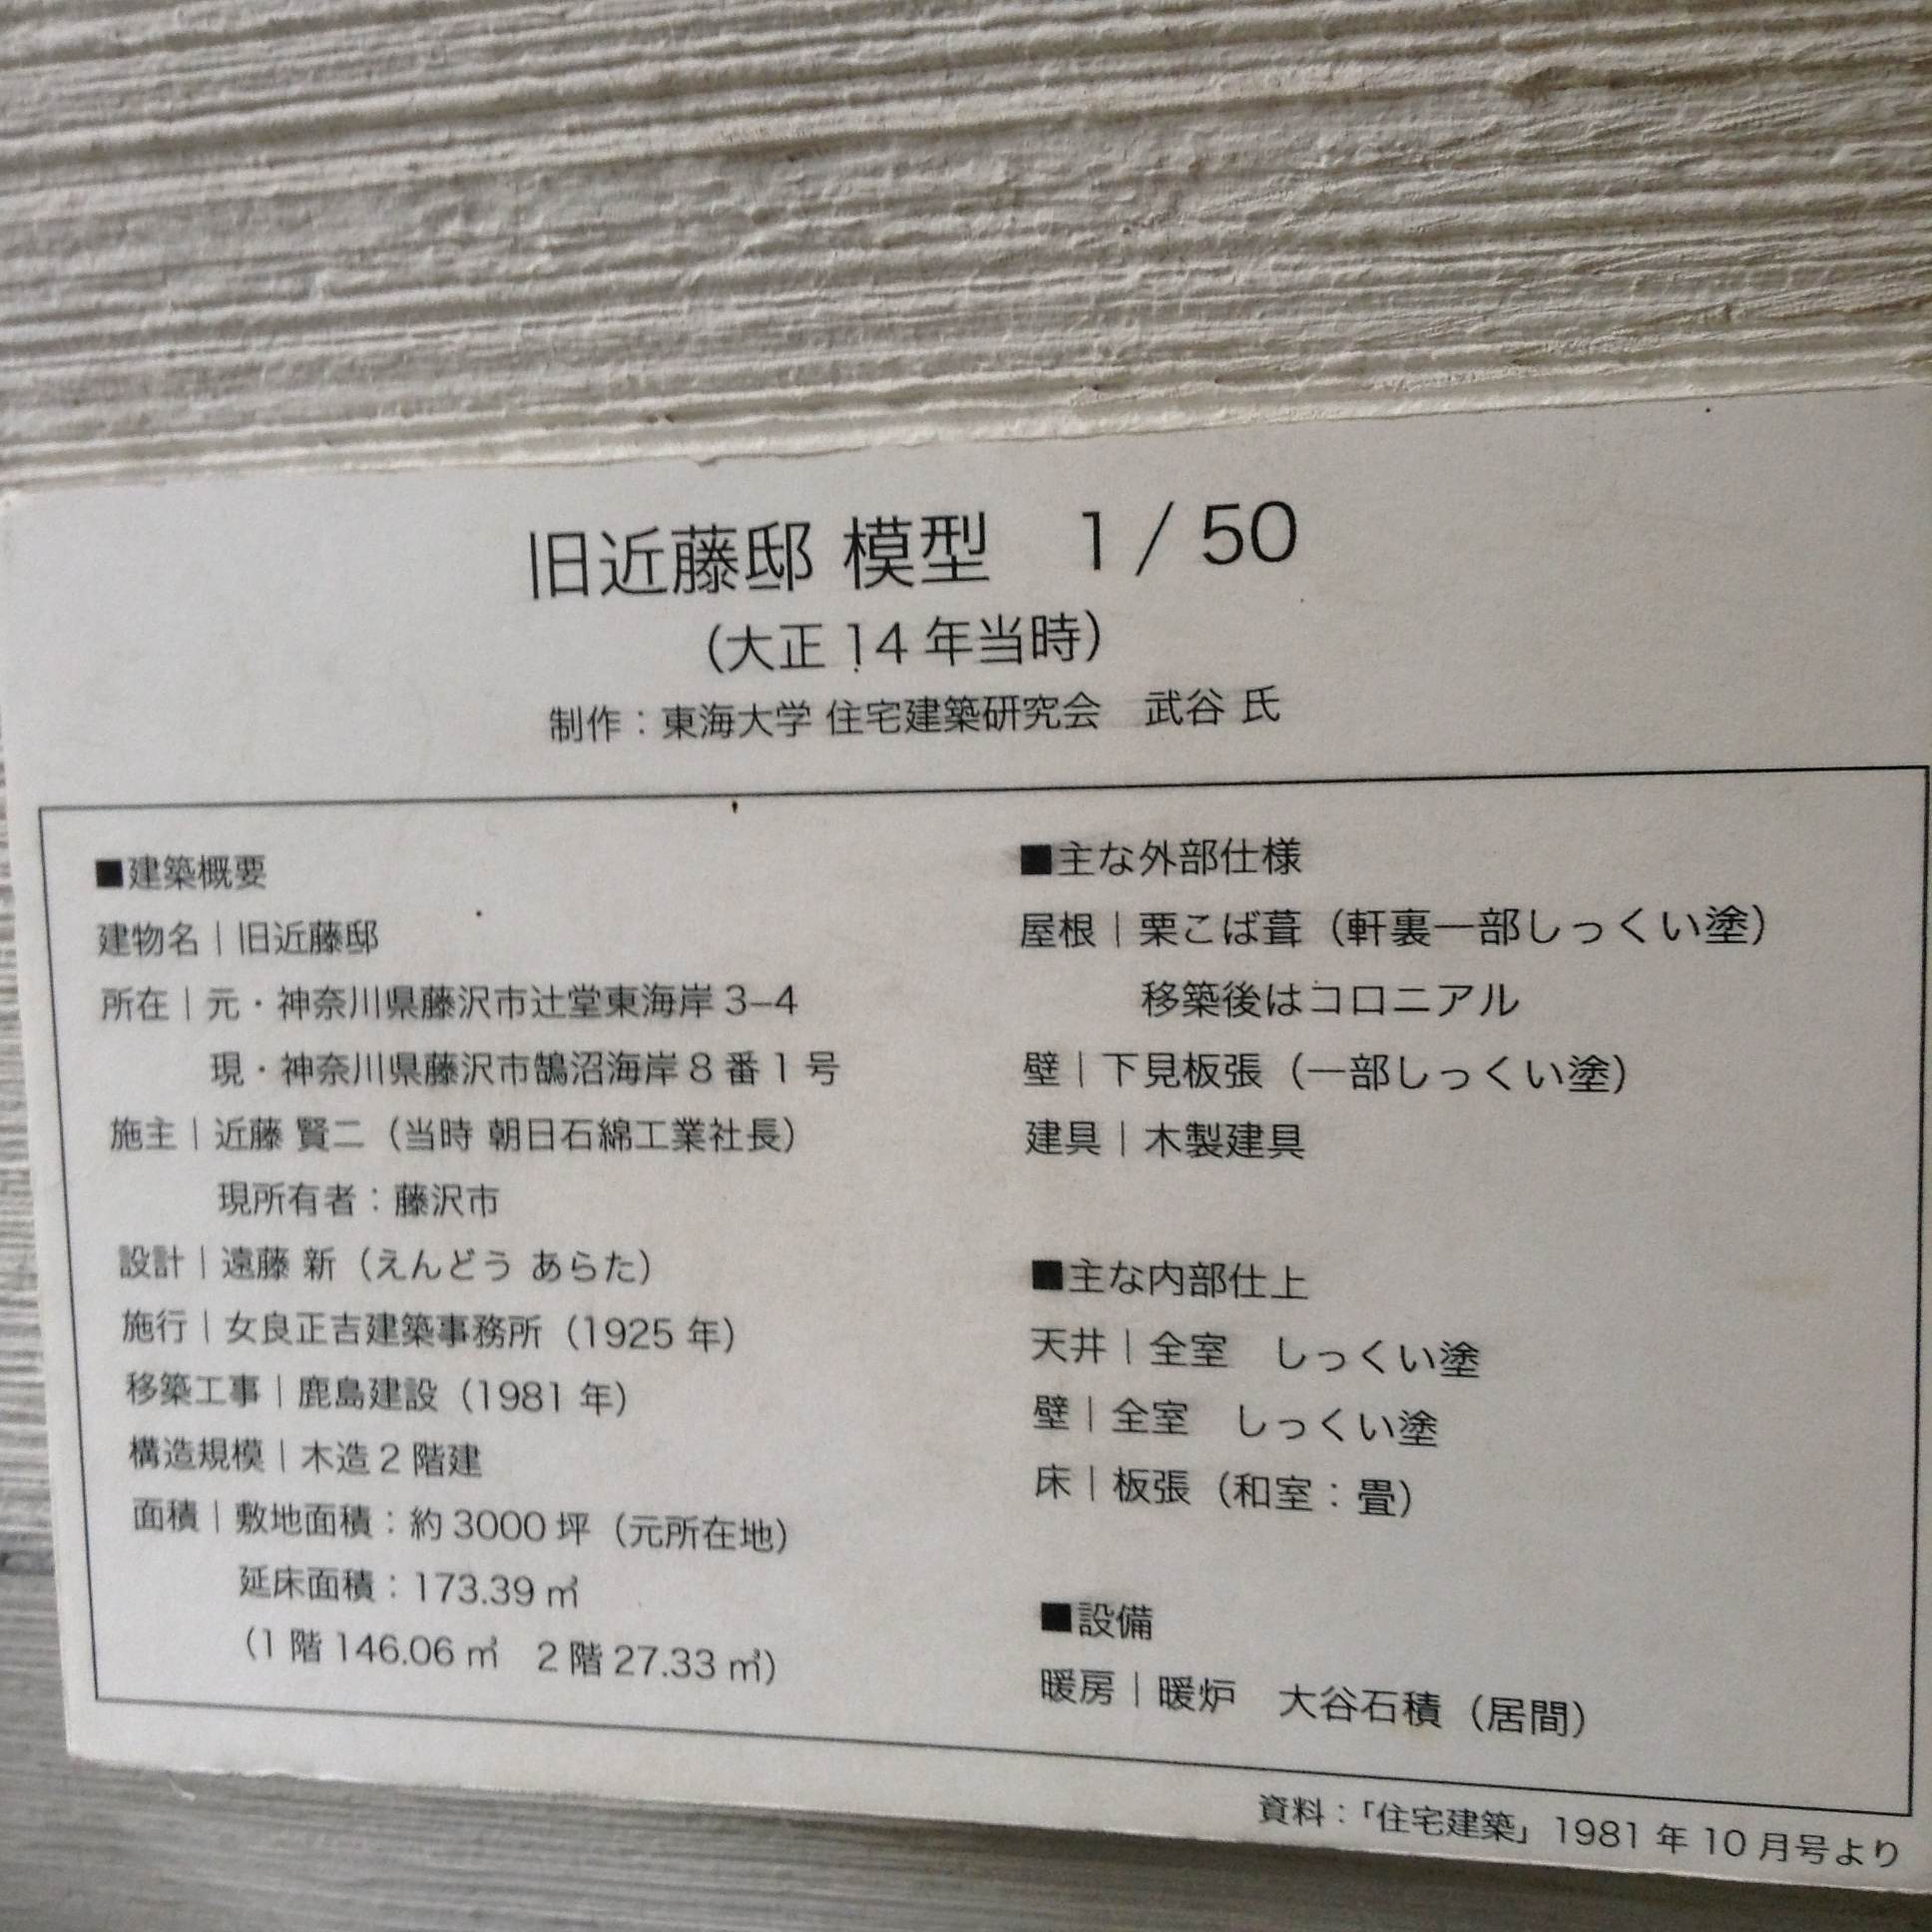 旧近藤邸 模型　1 / 50
（大正 14 年当時）
制作：東海大学 住宅建築研究会　武谷 氏
■建築概要
建物名｜旧近藤邸
所在｜元・神奈川県藤沢市辻堂東海岸 3–4
現・神奈川県藤沢市鵠沼海岸 8 番 1 号
施主｜近藤 賢二（当時 朝日石綿工業社長）
現所有者：藤沢市
設計｜遠藤 新（えんどう あらた）
施行｜女良正吉建築事務所（1925 年）
移築工事｜鹿島建設（1981 年）
構造規模｜木造 2 階建
面積｜敷地面積：約 3000 坪（元所在地）
延床面積：173.39 ㎡
（1 階 146.06 ㎡　2 階 27.33 ㎡）
■主な外部仕様
屋根｜栗こば葺（軒裏一部しっくい塗）
移築後はコロニアル
壁｜下見板張（一部しっくい塗）
建具｜木製建具
■主な内部仕上
天井｜全室　しっくい塗
壁｜全室　しっくい塗
床｜板張（和室：畳）
■設備
暖房｜暖炉　大谷石積（居間）
資料：「住宅建築」1981 年 10 月号より